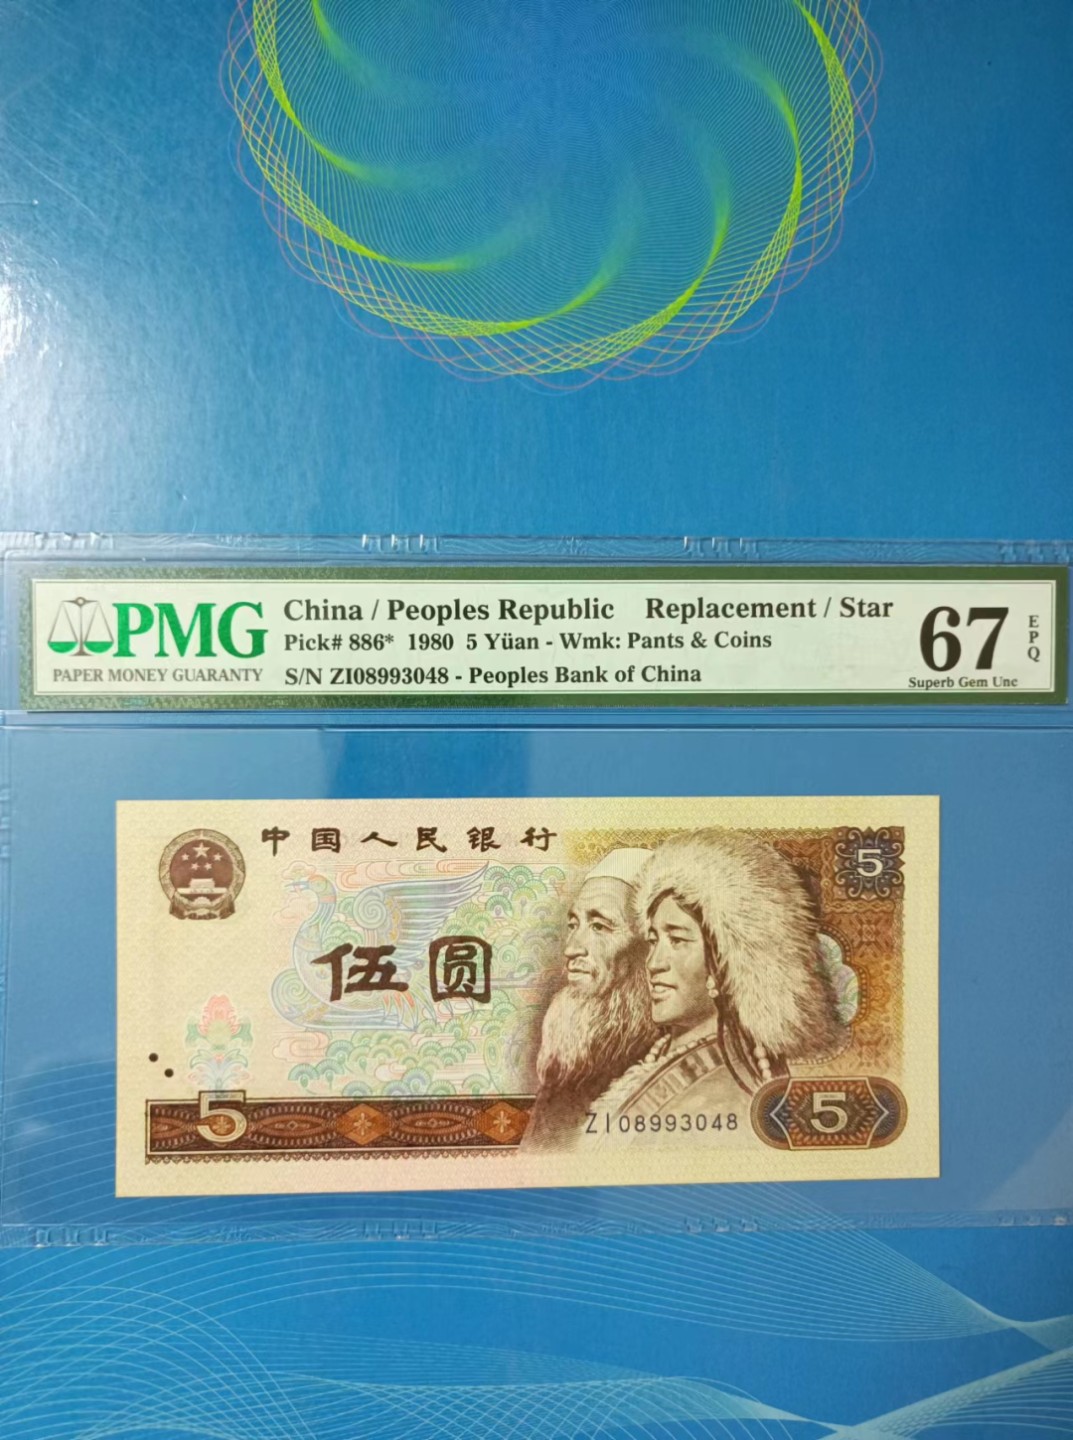 PMG
PAPER MONEY GUARANTY
China / Peoples Republic Replacement / Star
Pick# 886* 1980 5 Yüan - Wmk: Pants & Coins
S/N ZI08993048 - Peoples Bank of China
67
EPQ
Superb Gem Unc
中国人民银行
5
伍圆
5
ZI08993048
5